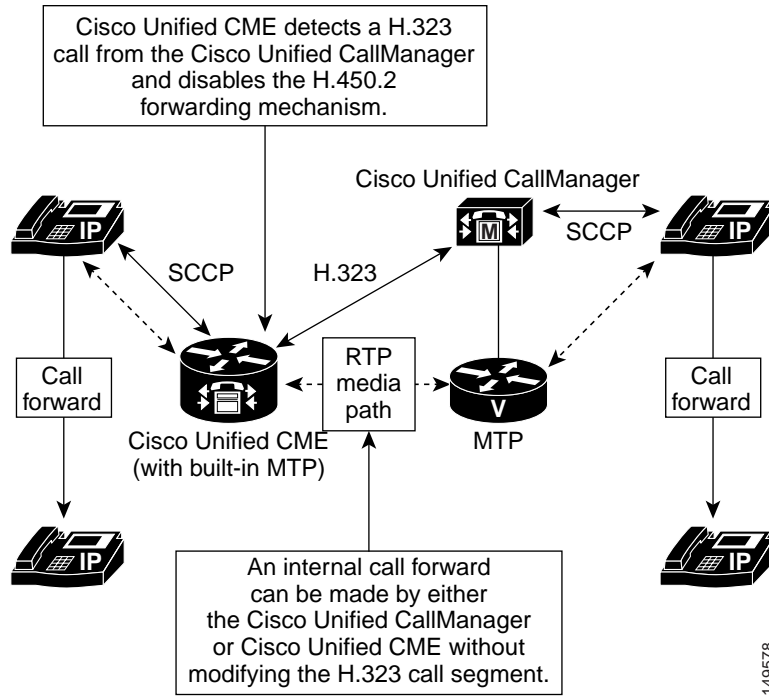 Cisco Unified CME detects a H.323
call from the Cisco Unified CallManager
and disables the H.450.2
forwarding mechanism.
Cisco Unified CallManager
IP
M
SCCP
IP
SCCP
H.323
Call
forward
RTP
media
path
Call
forward
V
Cisco Unified CME
(with built-in MTP)
MTP
IP
IP
An internal call forward
can be made by either
the Cisco Unified CallManager
or Cisco Unified CME without
modifying the H.323 call segment.
149578